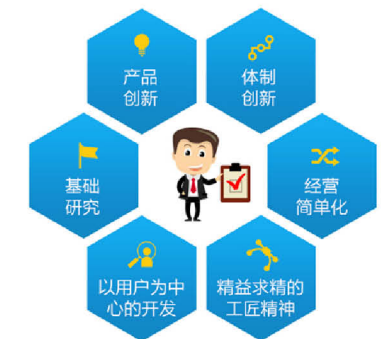 产品
创新
体制
创新
基础
研究
经营
简单化
以用户为中
心的开发
精益求精的
工匠精神